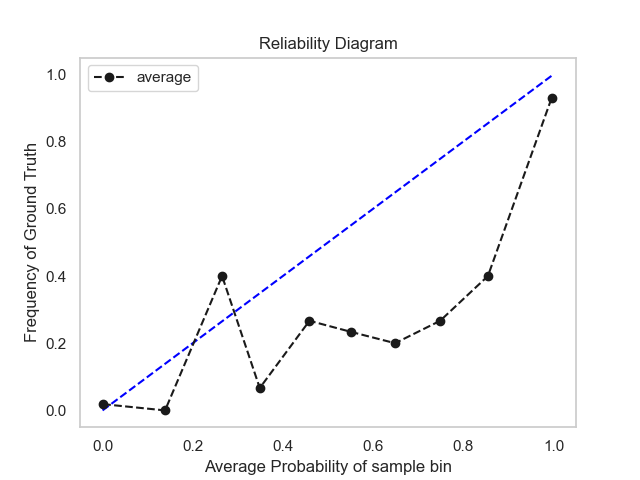 Reliability Diagram
average
Frequency of Ground Truth
1.0
0.8
0.6
0.4
0.2
0.0
0.0 0.2 0.4 0.6 0.8 1.0
Average Probability of sample bin